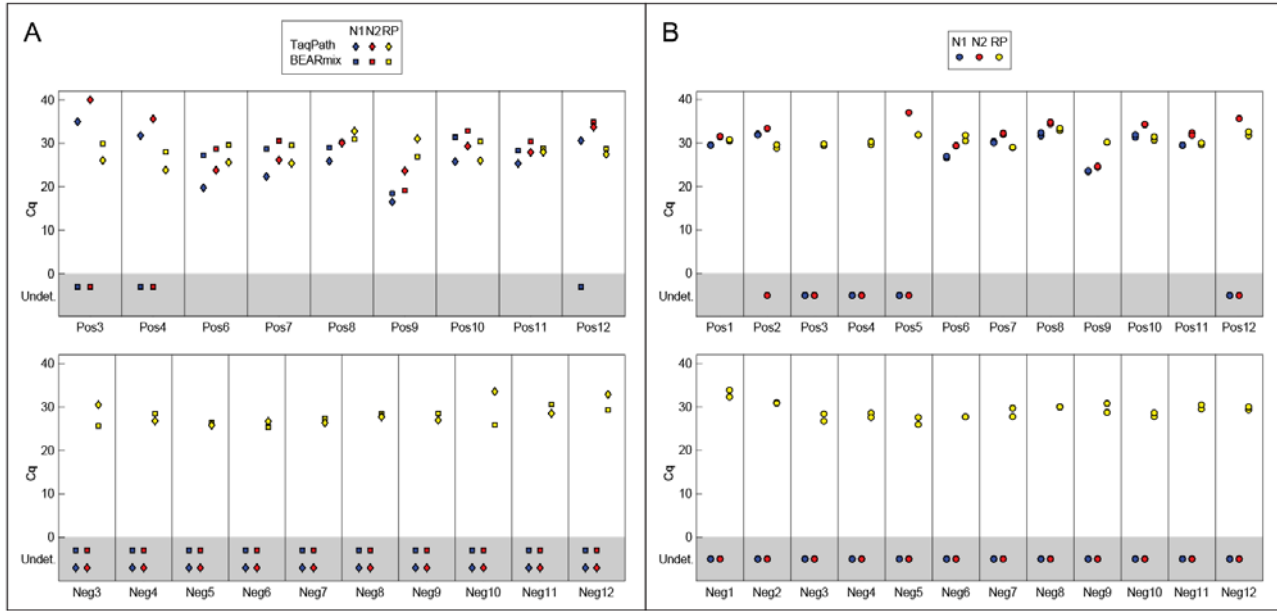 A
N1 N2 RP
TaqPath
BEARmix
40
30
20
10
0
Cq
Undet.
Pos3 Pos4 Pos6 Pos7 Pos8 Pos9 Pos10 Pos11 Pos12
40
30
20
10
0
Cq
Undet.
Neg3 Neg4 Neg5 Neg6 Neg7 Neg8 Neg9 Neg10 Neg11 Neg12
B
N1 N2 RP
40
30
20
10
0
Cq
Undet.
Pos1 Pos2 Pos3 Pos4 Pos5 Pos6 Pos7 Pos8 Pos9 Pos10 Pos11 Pos12
40
30
20
10
0
Cq
Undet.
Neg1 Neg2 Neg3 Neg4 Neg5 Neg6 Neg7 Neg8 Neg9 Neg10 Neg11 Neg12